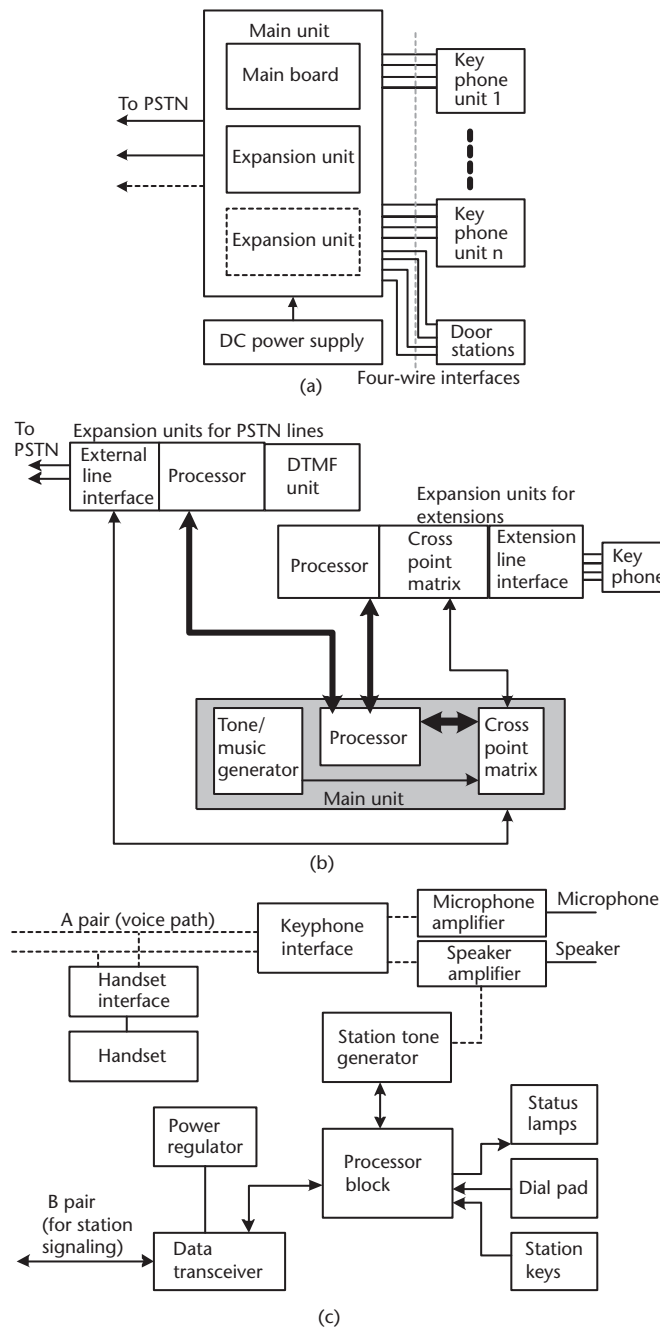 Main unit
Main board
Key
phone
unit 1
To PSTN
Expansion unit
Expansion unit
Key
phone
unit n
DC power supply
Door
stations
Four-wire interfaces
(a)
To
PSTN
Expansion units for PSTN lines
External
line
interface
Processor
DTMF
unit
Expansion units for
extensions
Processor
Cross
point
matrix
Extension
line
interface
Key
phone
Tone/
music
generator
Processor
Cross
point
matrix
Main unit
(b)
A pair (voice path)
Keyphone
interface
Microphone
amplifier
Microphone
Speaker
amplifier
Speaker
Handset
interface
Handset
Station tone
generator
Power
regulator
Processor
block
Status
lamps
Dial pad
Station
keys
B pair
(for station
signaling)
Data
transceiver
(c)